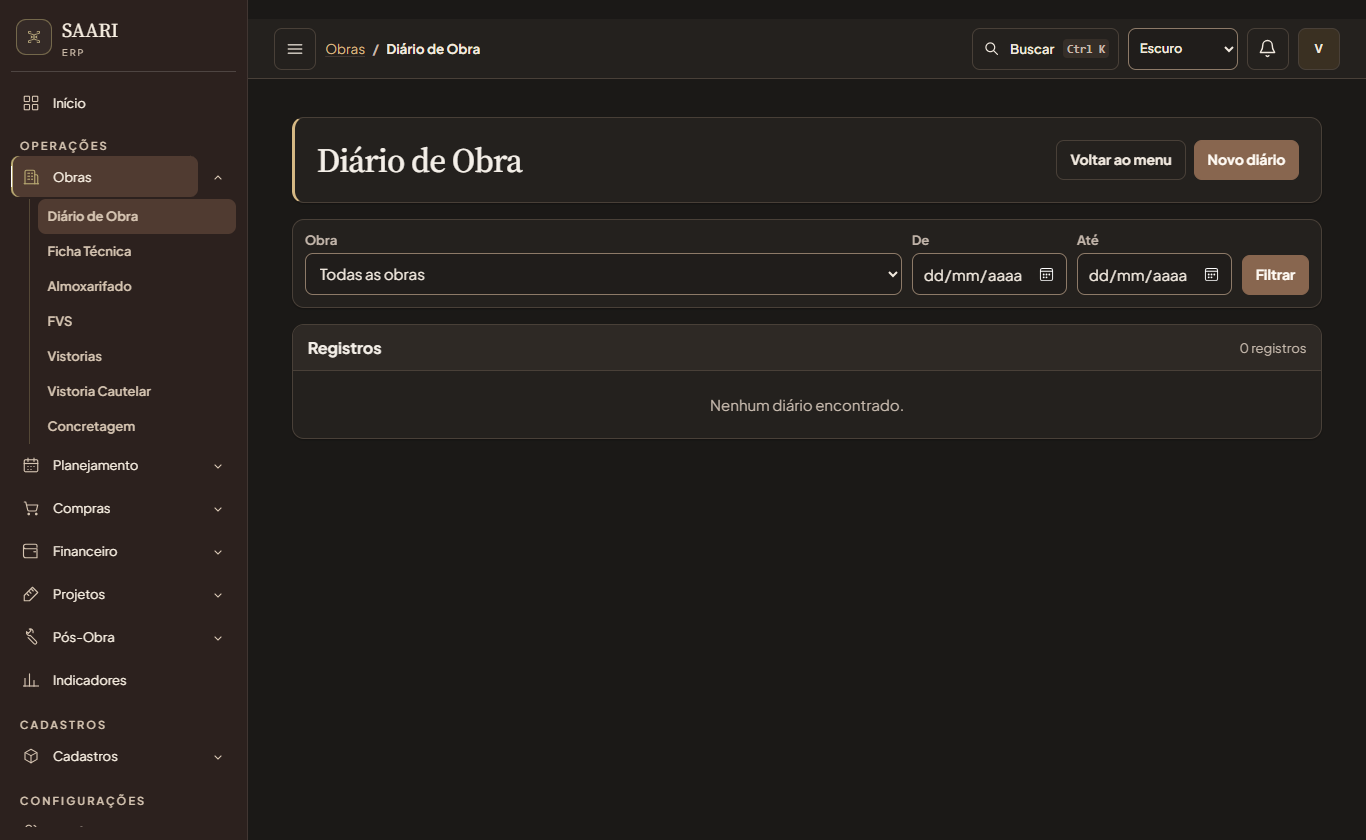 SAARI
ERP
Início
OPERAÇÕES
Obras
Diário de Obra
Ficha Técnica
Almoxarifado
FVS
Vistorias
Vistoria Cautelar
Concretagem
Planejamento
Compras
Financeiro
Projetos
Pós-Obra
Indicadores
CADASTROS
Cadastros
CONFIGURAÇÕES
Obras / Diário de Obra
Buscar Ctrl K
Escuro
V
Diário de Obra
Voltar ao menu
Novo diário
Obra
De
Até
Todas as obras
dd/mm/aaaa
dd/mm/aaaa
Filtrar
Registros
0 registros
Nenhum diário encontrado.